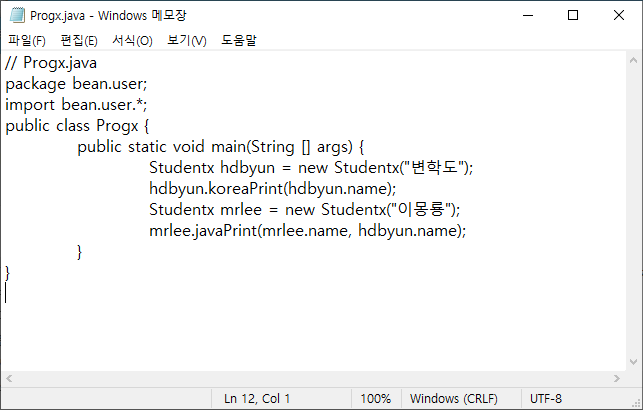 Progx.java - Windows 메모장
파일(F) 편집(E) 서식(O) 보기(V) 도움말
// Progx.java
package bean.user;
import bean.user.*;
public class Progx {
public static void main(String [] args) {
Studentx hdbyun = new Studentx("변학도");
hdbyun.koreaPrint(hdbyun.name);
Studentx mrlee = new Studentx("이몽룡");
mrlee.javaPrint(mrlee.name, hdbyun.name);
}
}
Ln 12, Col 1 100% Windows (CRLF) UTF-8